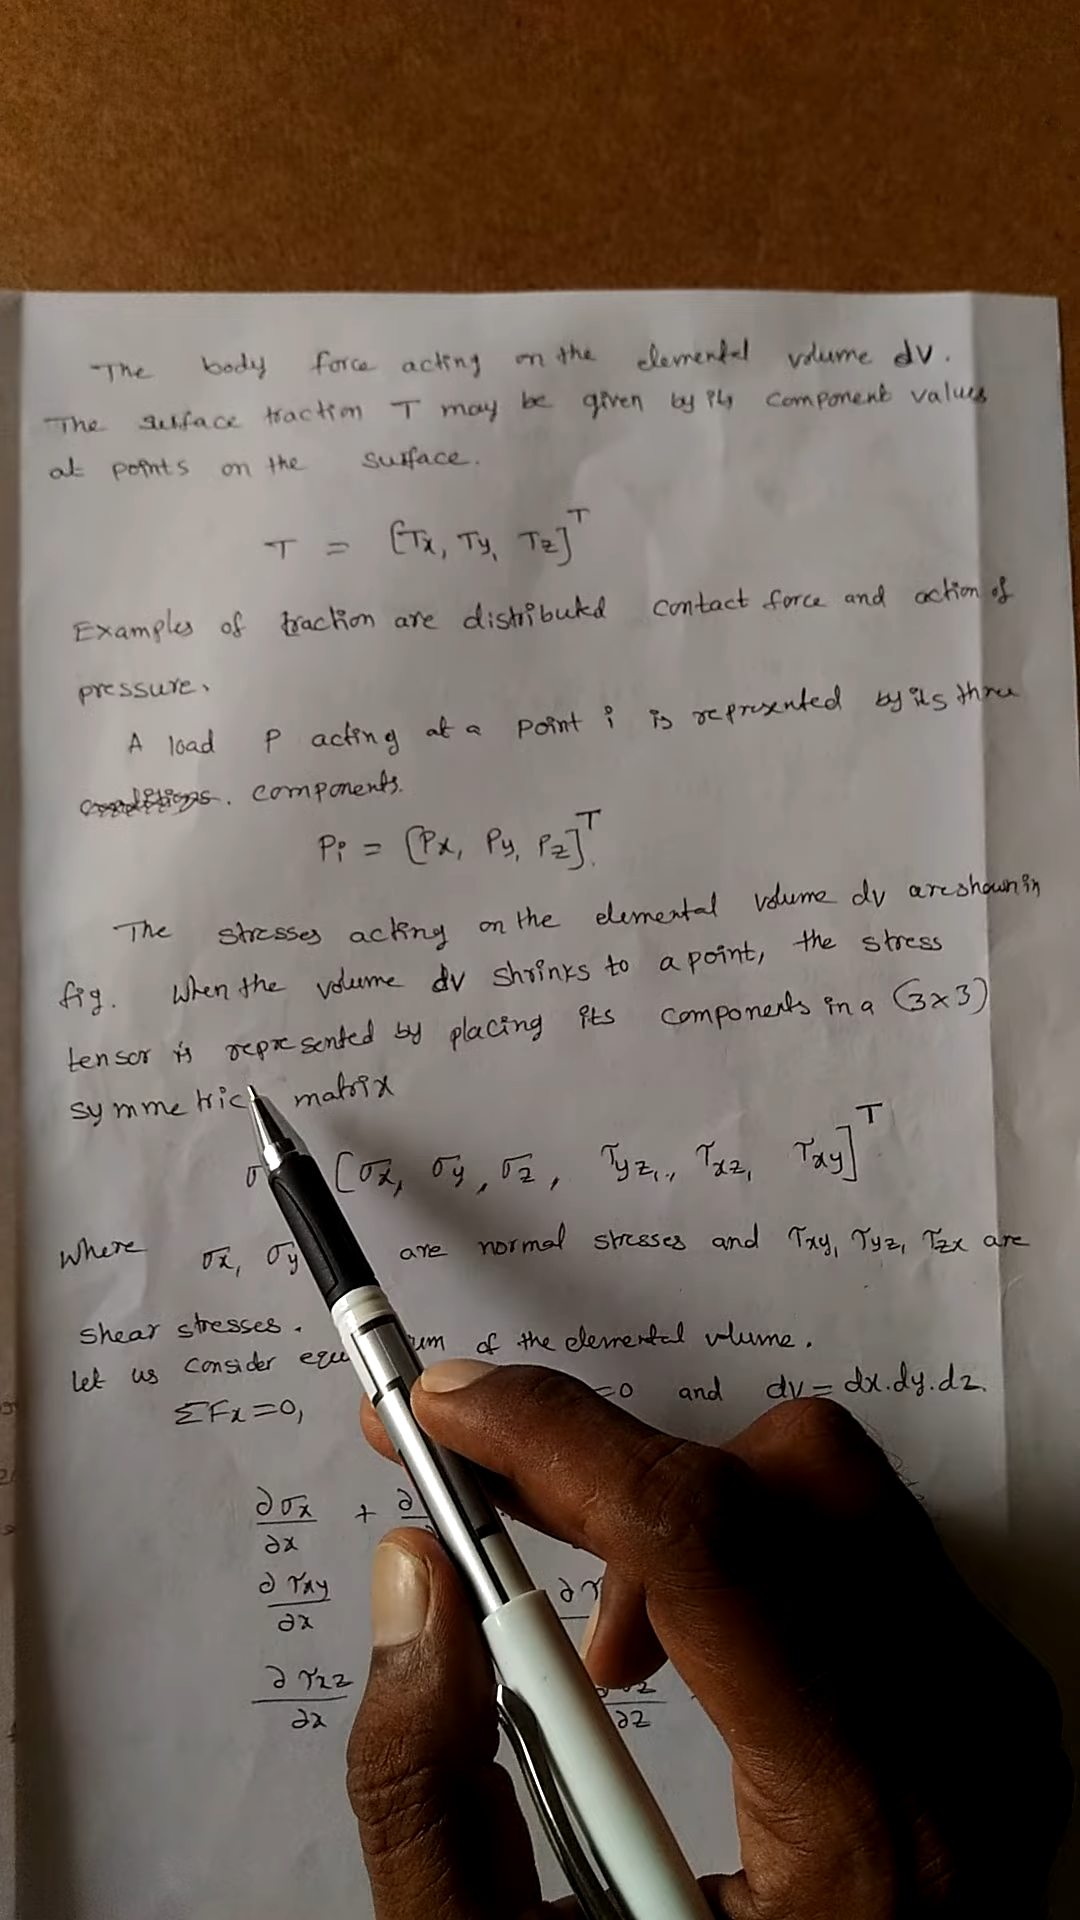 The body force acting on the elemental volume dv.
The surface traction T may be given by its component values
at points on the surface.
T = [Tx, Ty, Tz]^T
Examples of traction are distributed contact force and action of
pressure.
A load P acting at a point i is represented by its three
components.
Pi = [Px, Py, Pz]^T
The stresses acting on the elemental volume dv are shown in
fig. When the volume dv shrinks to a point, the stress
tensor is represented by placing its components in a (3x3)
symmetric matrix
σ [σx, σy, σz, τyz, τxz, τxy]^T
Where σx, σy are normal stresses and τxy, τyz, τzx are
shear stresses.
Let us consider of the elemental volume.
ΣFx=0, =0 and dv = dx.dy.dz.
∂σx/∂x + ∂
∂τxy/∂x ∂τ
∂τxz/∂x ∂σz/∂z